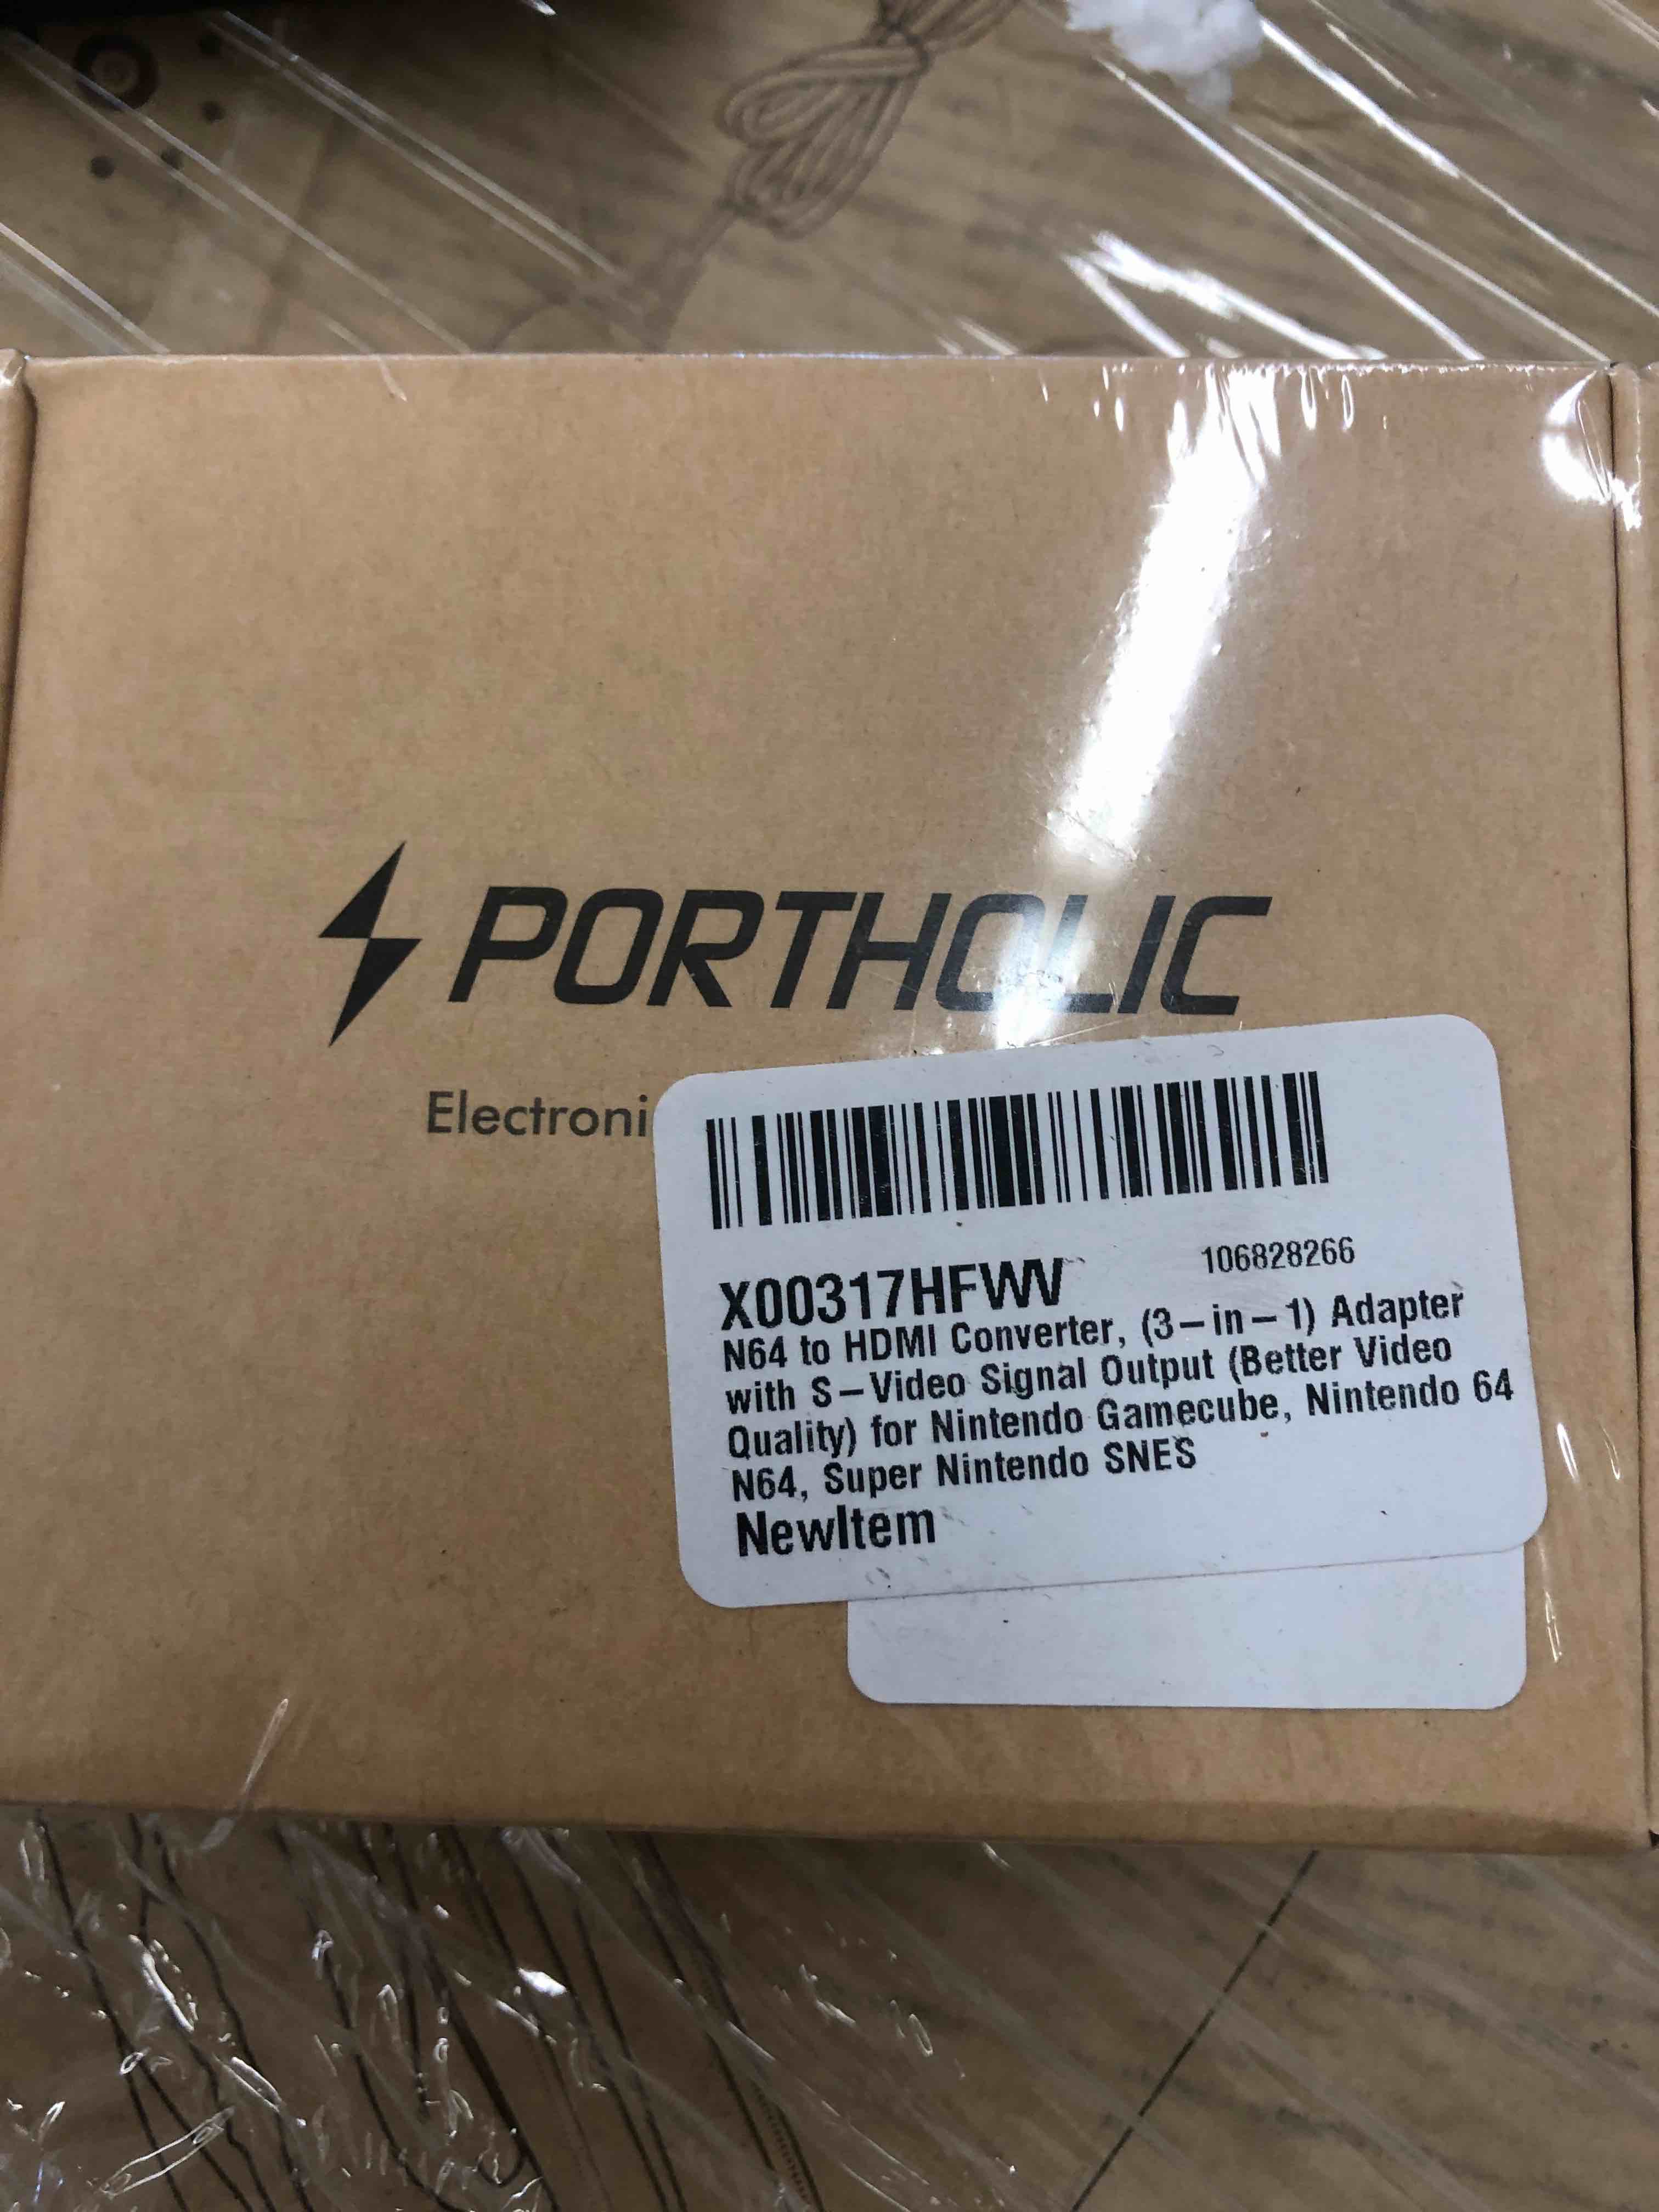 PORTHOLIC
Electroni
X00317HFWV
106828266
N64 to HDMI Converter, (3-in-1) Adapter
with S-Video Signal Output (Better Video
Quality) for Nintendo Gamecube, Nintendo 64
N64, Super Nintendo SNES
NewItem